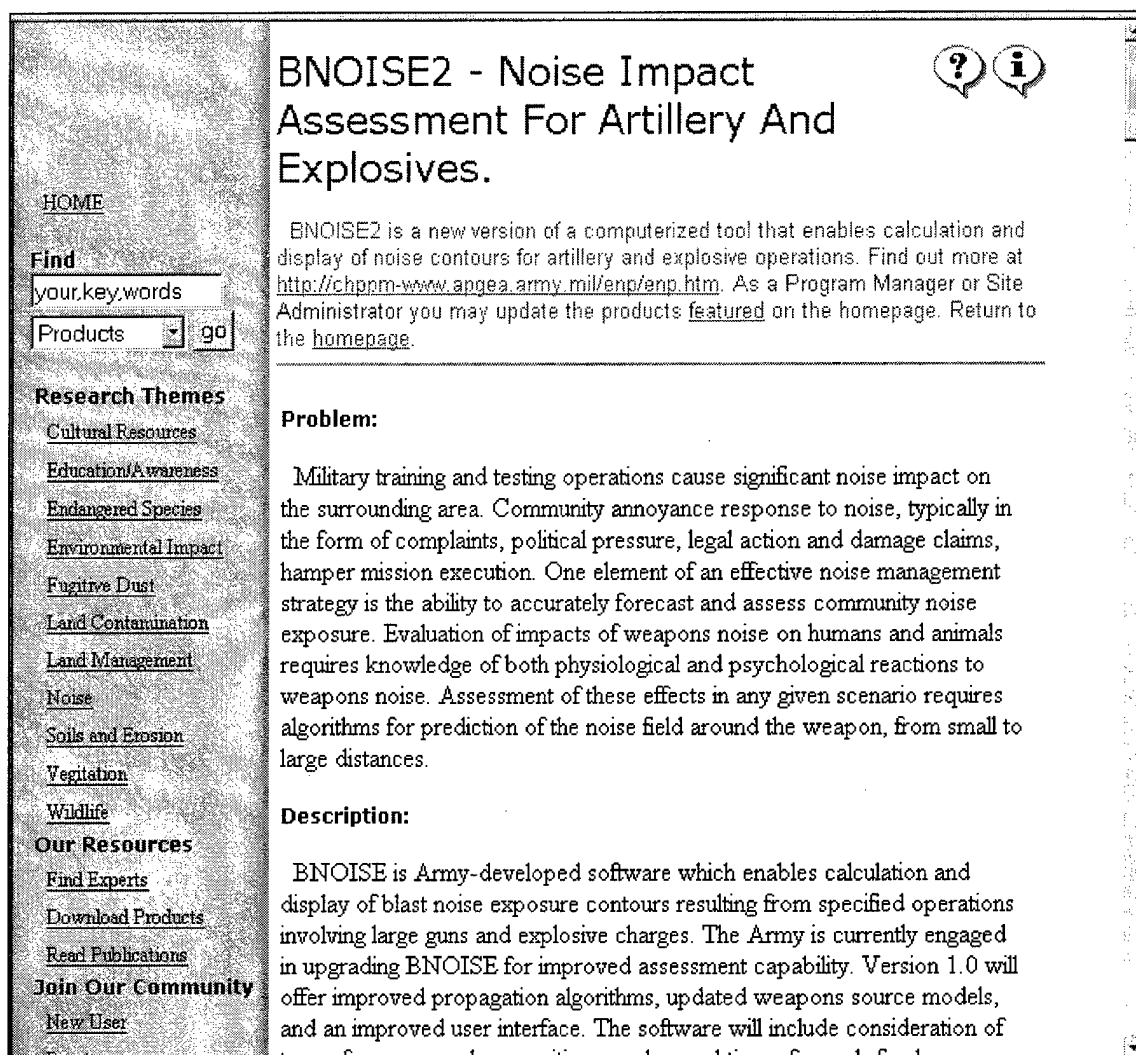 HOME
Find
your.key.words
Products go
Research Themes
Cultural Resources
Education/Awareness
Endangered Species
Environmental Impact
Fugitive Dust
Land Contamination
Land Management
Noise
Soils and Erosion
Vegitation
Wildlife
Our Resources
Find Experts
Download Products
Read Publications
Join Our Community
New User
BNOISE2 - Noise Impact
Assessment For Artillery And
Explosives.
? i
BNOISE2 is a new version of a computerized tool that enables calculation and
display of noise contours for artillery and explosive operations. Find out more at
http://chppm-www.apgea.army.mil/enp/enp.htm. As a Program Manager or Site
Administrator you may update the products featured on the homepage. Return to
the homepage.
Problem:
Military training and testing operations cause significant noise impact on
the surrounding area. Community annoyance response to noise, typically in
the form of complaints, political pressure, legal action and damage claims,
hamper mission execution. One element of an effective noise management
strategy is the ability to accurately forecast and assess community noise
exposure. Evaluation of impacts of weapons noise on humans and animals
requires knowledge of both physiological and psychological reactions to
weapons noise. Assessment of these effects in any given scenario requires
algorithms for prediction of the noise field around the weapon, from small to
large distances.
Description:
BNOISE is Army-developed software which enables calculation and
display of blast noise exposure contours resulting from specified operations
involving large guns and explosive charges. The Army is currently engaged
in upgrading BNOISE for improved assessment capability. Version 1.0 will
offer improved propagation algorithms, updated weapons source models,
and an improved user interface. The software will include consideration of